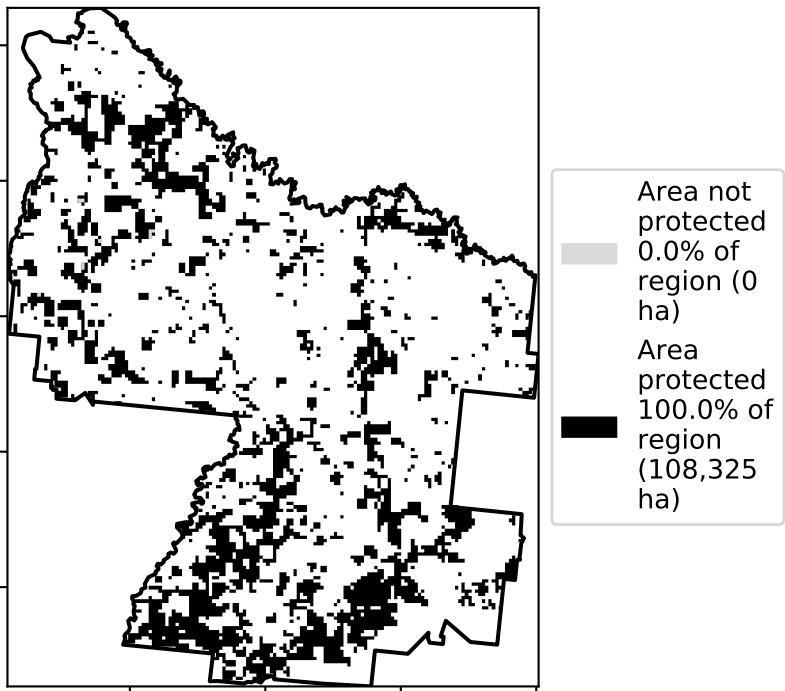 Area not
protected
0.0% of
region (0
ha)
Area
protected
100.0% of
region
(108,325
ha)